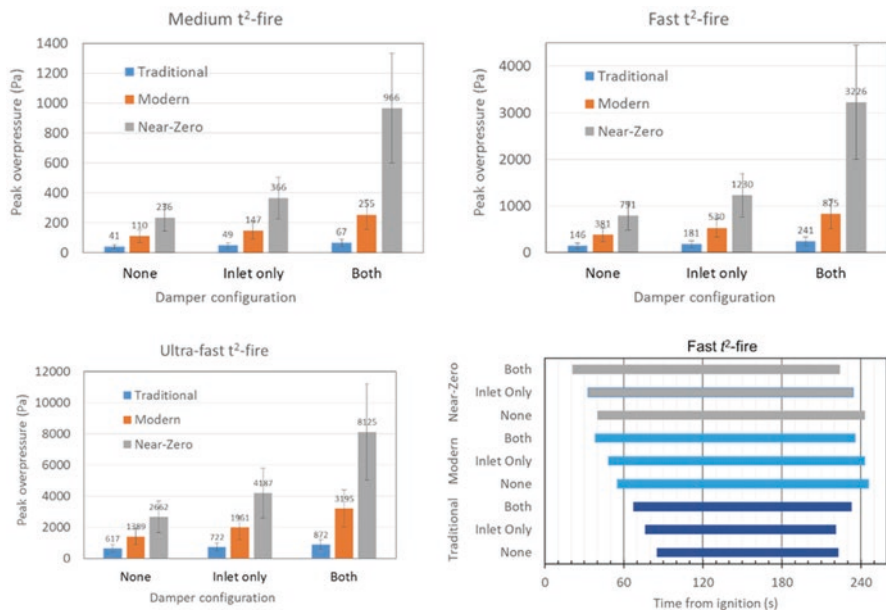 Medium t²-fire
1400
1200
1000
800
600
400
200
0
Peak overpressure (Pa)
Traditional
Modern
Near-Zero
41
110
236
49
147
366
67
255
966
None
Inlet only
Both
Damper configuration
Fast t²-fire
4000
3000
2000
1000
0
Peak overpressure (Pa)
Traditional
Modern
Near-Zero
146
381
791
181
530
1230
241
825
3226
None
Inlet only
Both
Damper configuration
Ultra-fast t²-fire
12000
10000
8000
6000
4000
2000
0
Peak overpressure (Pa)
Traditional
Modern
Near-Zero
617
1389
2662
722
1961
4187
872
3195
8125
None
Inlet only
Both
Damper configuration
Fast t²-fire
Near-Zero
Both
Inlet Only
None
Modern
Both
Inlet Only
None
Traditional
Both
Inlet Only
None
0
60
120
180
240
Time from ignition (s)